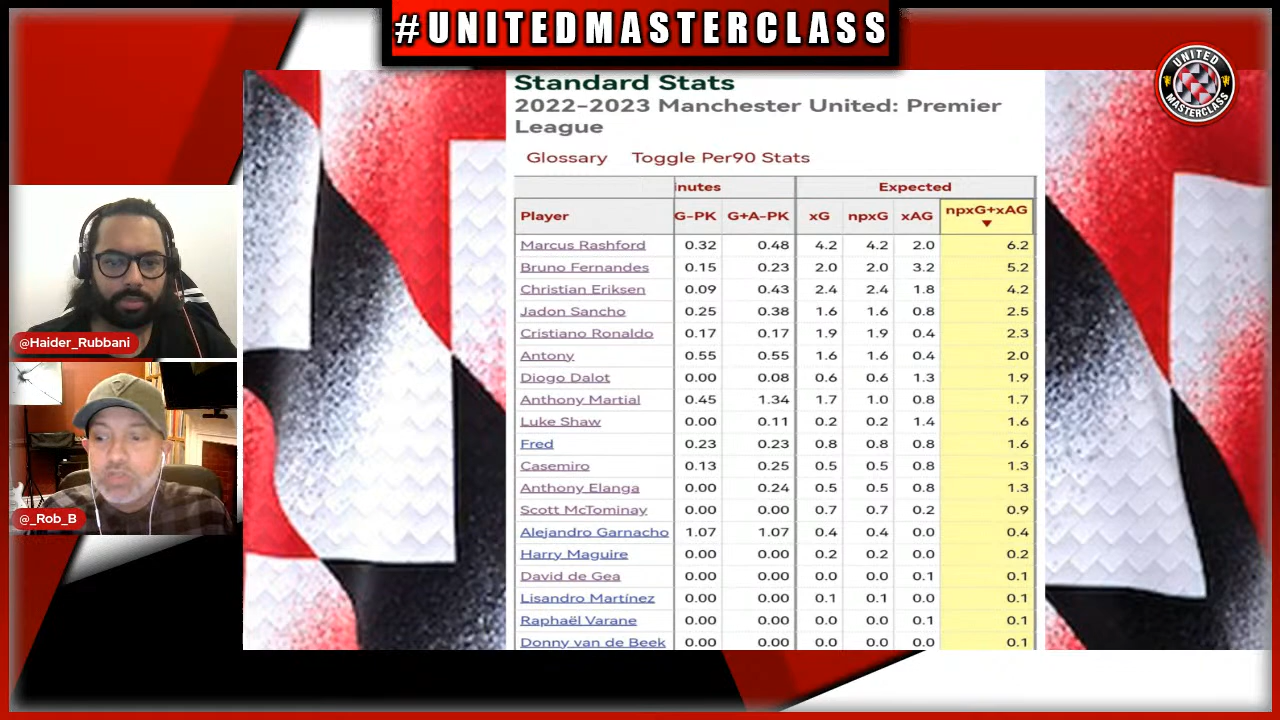 #UNITEDMASTERCLASS
UNITED
MASTERCLASS
Standard Stats
2022-2023 Manchester United: Premier
League
Glossary Toggle Per90 Stats
inutes Expected
Player G-PK G+A-PK xG npxG xAG npxG+xAG
Marcus Rashford 0.32 0.48 4.2 4.2 2.0 6.2
Bruno Fernandes 0.15 0.23 2.0 2.0 3.2 5.2
Christian Eriksen 0.09 0.43 2.4 2.4 1.8 4.2
Jadon Sancho 0.25 0.38 1.6 1.6 0.8 2.5
Cristiano Ronaldo 0.17 0.17 1.9 1.9 0.4 2.3
Antony 0.55 0.55 1.6 1.6 0.4 2.0
Diogo Dalot 0.00 0.08 0.6 0.6 1.3 1.9
Anthony Martial 0.45 1.34 1.7 1.0 0.8 1.7
Luke Shaw 0.00 0.11 0.2 0.2 1.4 1.6
Fred 0.23 0.23 0.8 0.8 0.8 1.6
Casemiro 0.13 0.25 0.5 0.5 0.8 1.3
Anthony Elanga 0.00 0.24 0.5 0.5 0.8 1.3
Scott McTominay 0.00 0.00 0.7 0.7 0.2 0.9
Alejandro Garnacho 1.07 1.07 0.4 0.4 0.0 0.4
Harry Maguire 0.00 0.00 0.2 0.2 0.0 0.2
David de Gea 0.00 0.00 0.0 0.0 0.1 0.1
Lisandro Martínez 0.00 0.00 0.1 0.1 0.0 0.1
Raphaël Varane 0.00 0.00 0.0 0.0 0.1 0.1
Donny van de Beek 0.00 0.00 0.0 0.0 0.0 0.1
@Haider_Rubbani
@_Rob_B